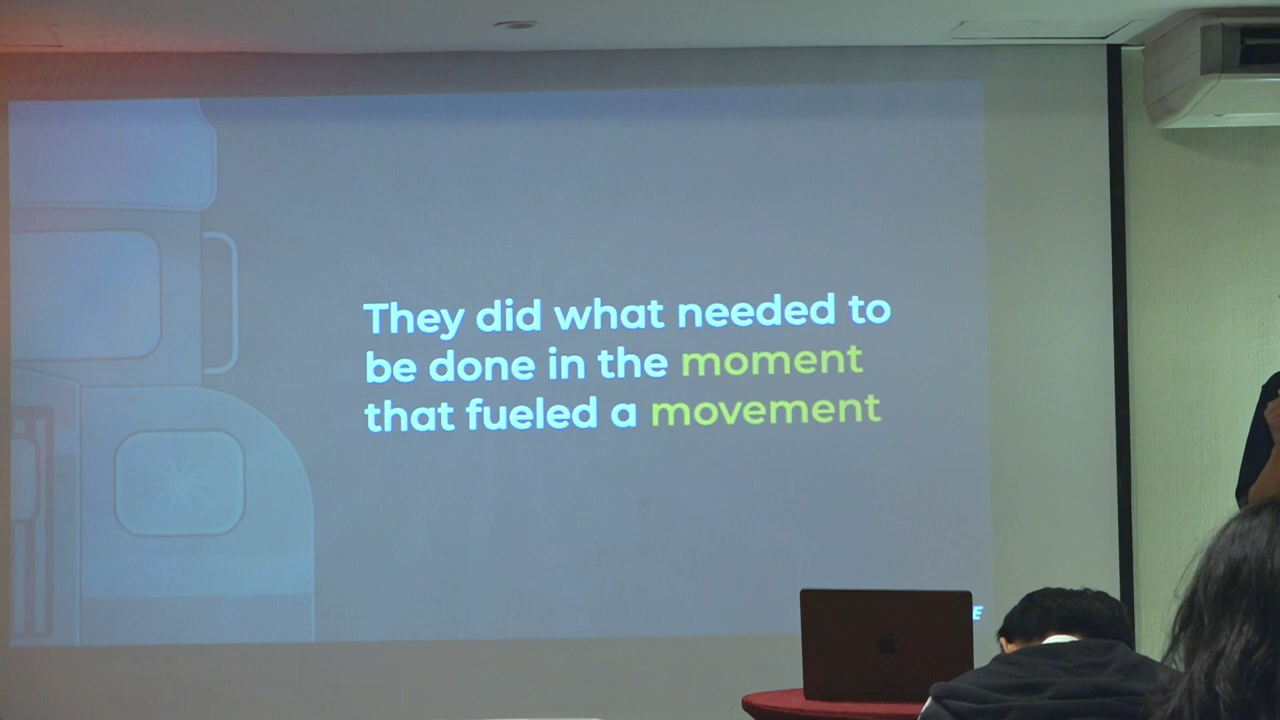 They did what needed to
be done in the moment
that fueled a movement